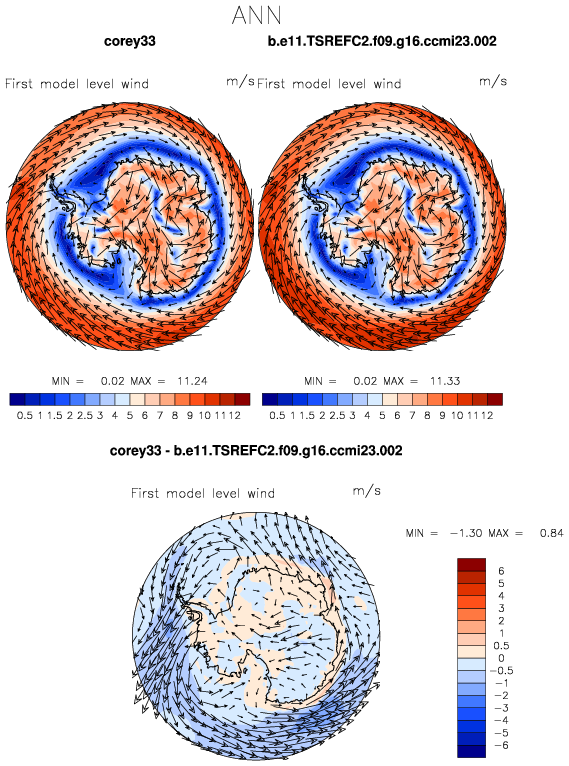 ANN
corey33 b.e11.TSREFC2.f09.g16.ccmi23.002
First model level wind m/s First model level wind m/s
MIN = 0.02 MAX = 11.24 MIN = 0.02 MAX = 11.33
0.5 1 1.5 2 2.5 3 4 5 6 7 8 9 10 11 12 0.5 1 1.5 2 2.5 3 4 5 6 7 8 9 10 11 12
corey33 - b.e11.TSREFC2.f09.g16.ccmi23.002
First model level wind m/s
MIN = -1.30 MAX = 0.84
6
5
4
3
2
1
0.5
0
-0.5
-1
-2
-3
-4
-5
-6